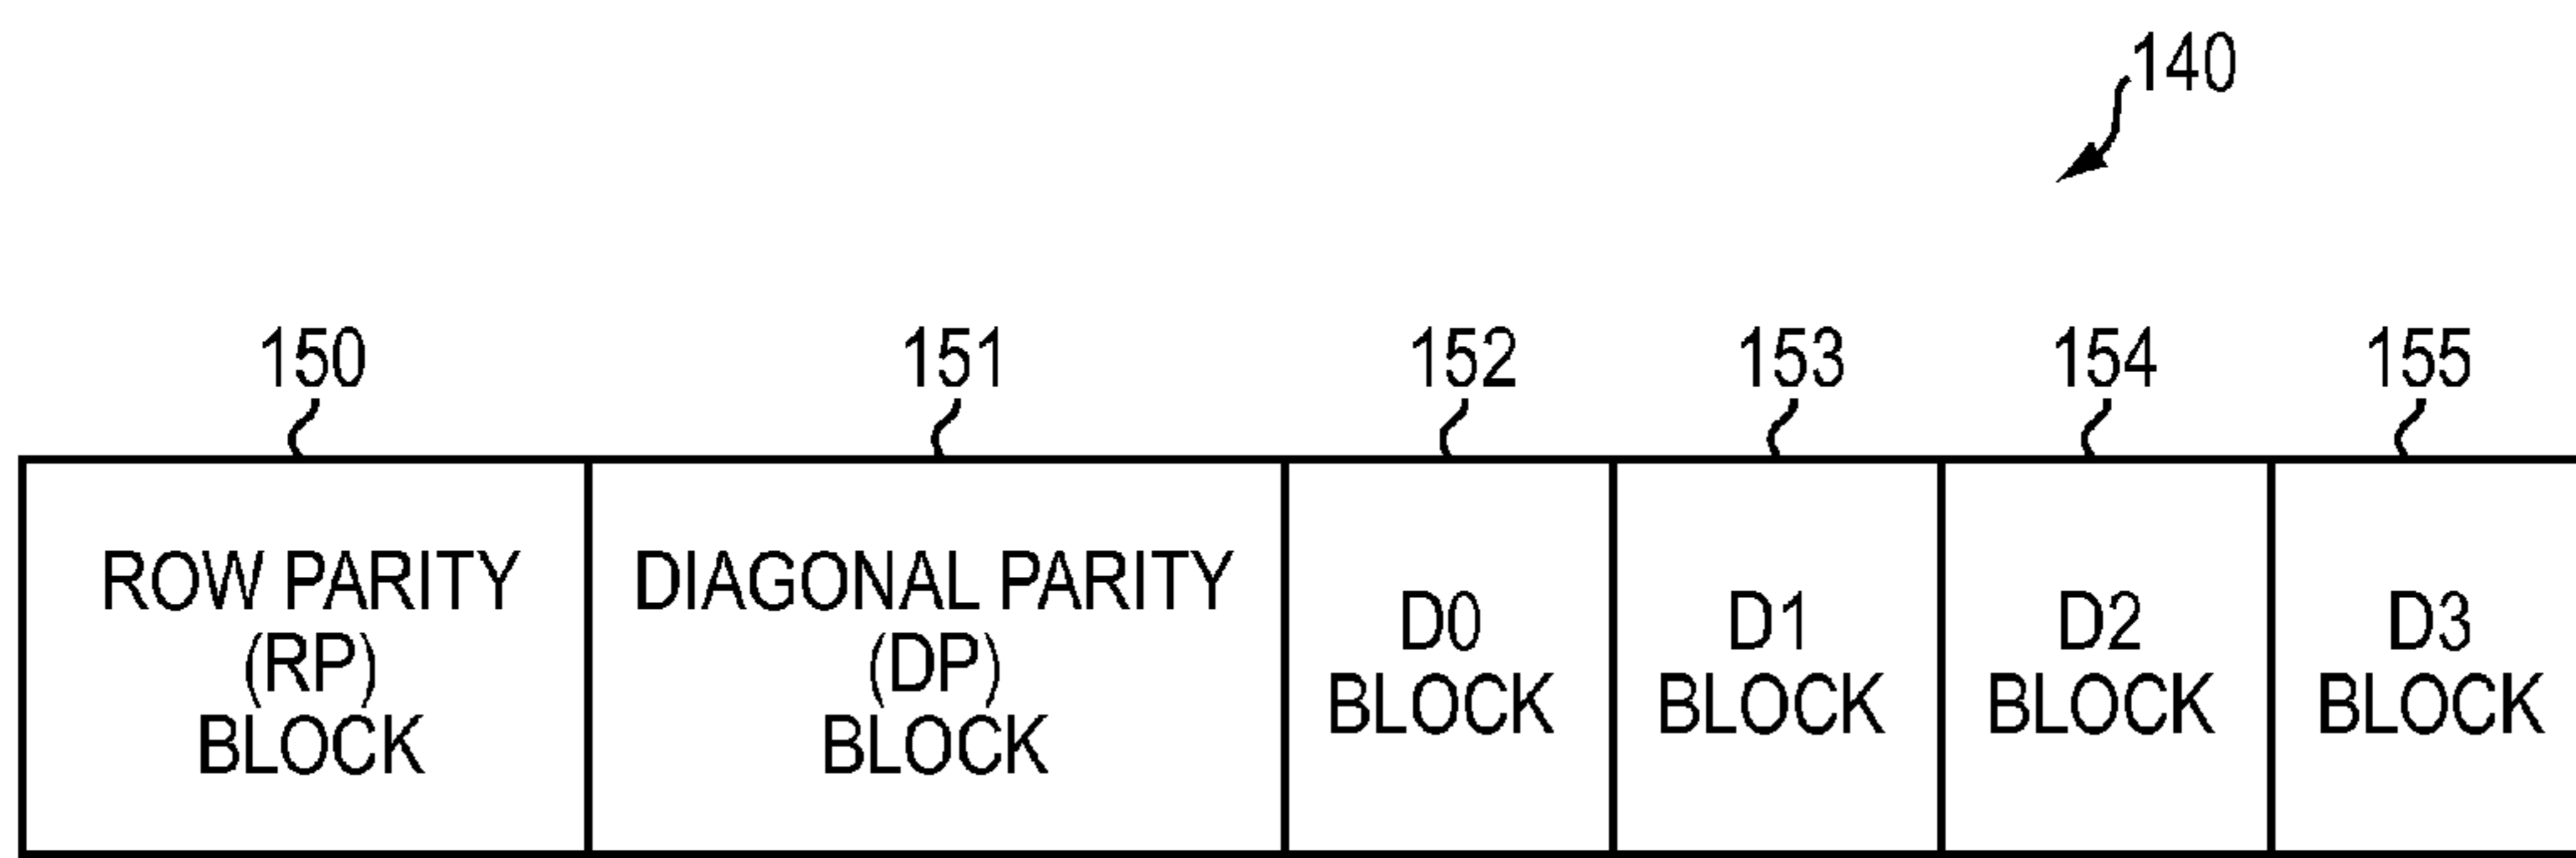 140
150
151
152
153
154
155
ROW PARITY
(RP)
BLOCK
DIAGONAL PARITY
(DP)
BLOCK
D0
BLOCK
D1
BLOCK
D2
BLOCK
D3
BLOCK